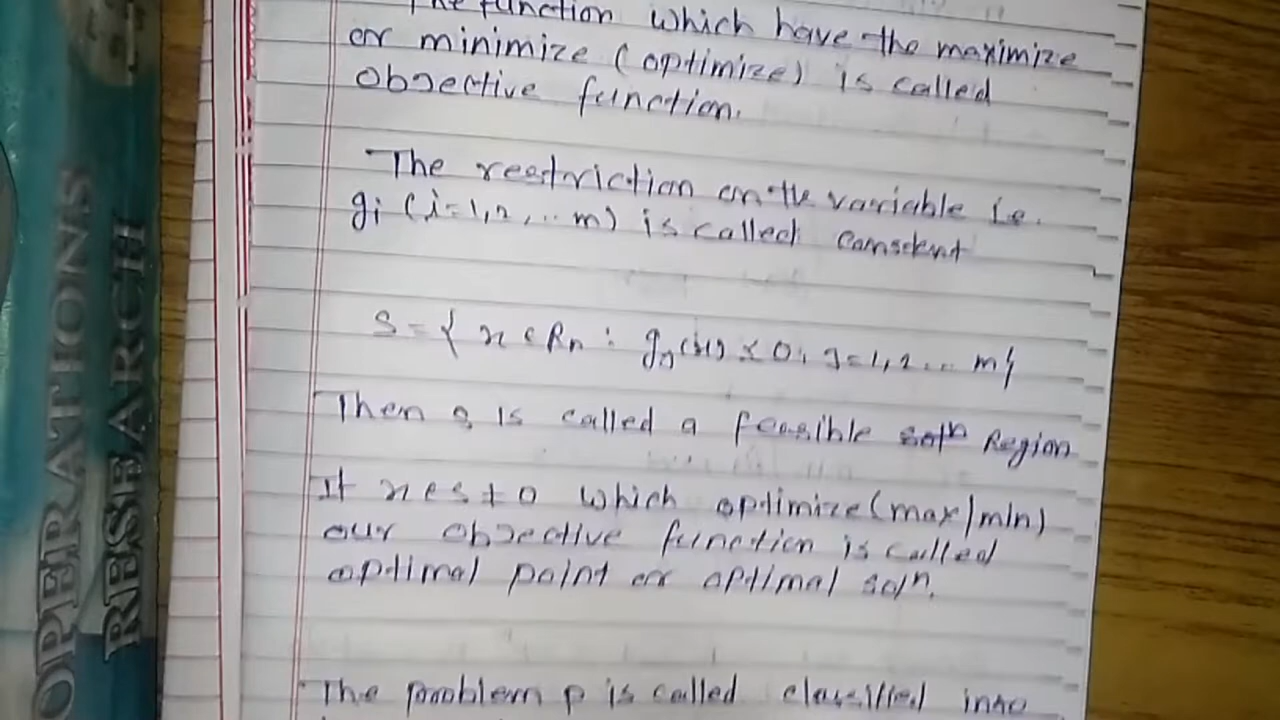 The function which have the maximize
or minimize (optimize) is called
Objective function.
The restriction on the variable i.e.
gi (i=1,2,... m) is called
S = { x ∈ Rn : gj(x) ≤ 0, j=1,2... m}
Then S is called a feasible soln Region
If x ∈ S ≠ 0 which optimize (max/min)
our objective function is called
optimal point or optimal soln.
The problem p is called classified into
OPERATIONS
RESEARCH